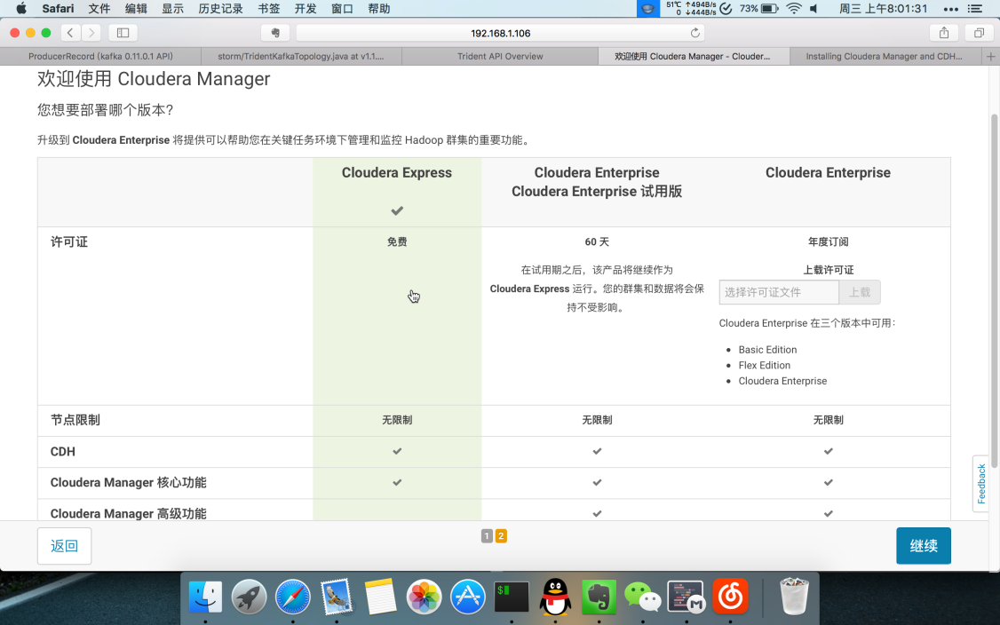 Safari 文件 编辑 显示 历史记录 书签 开发 窗口 帮助 51°C ↑494B/s 73% 周三 上午8:01:31
0 ↓444B/s
192.168.1.106
ProducerRecord (kafka 0.11.0.1 API) storm/TridentKafkaTopology.java at v1.1.... Trident API Overview 欢迎使用 Cloudera Manager - Clouder... Installing Cloudera Manager and CDH...
欢迎使用 Cloudera Manager
您想要部署哪个版本?
升级到 Cloudera Enterprise 将提供可以帮助您在关键任务环境下管理和监控 Hadoop 群集的重要功能。
Cloudera Express Cloudera Enterprise Cloudera Enterprise
Cloudera Enterprise 试用版
许可证 免费 60 天 年度订阅
在试用期之后，该产品将继续作为 上载许可证
Cloudera Express 运行。您的群集和数据将会保 选择许可证文件 上载
持不受影响。
Cloudera Enterprise 在三个版本中可用：
Basic Edition
Flex Edition
Cloudera Enterprise
节点限制 无限制 无限制 无限制
CDH
Cloudera Manager 核心功能
Cloudera Manager 高级功能
Feedback
返回 1 2 继续